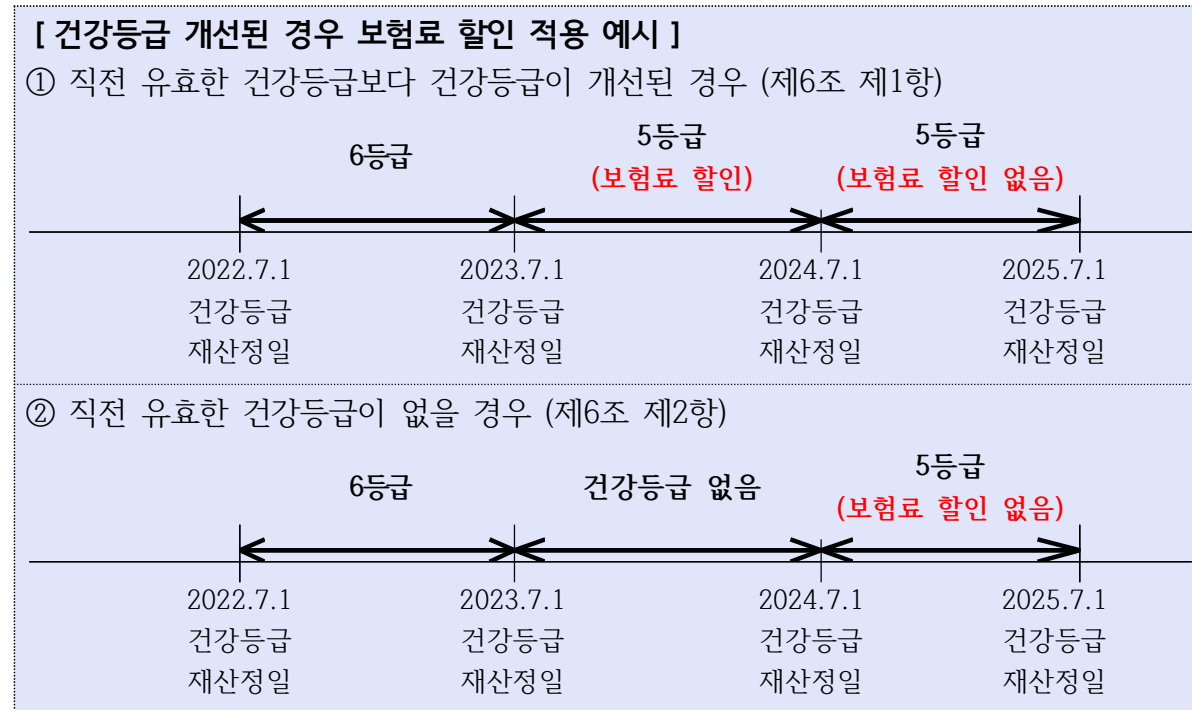 [ 건강등급 개선된 경우 보험료 할인 적용 예시 ]
① 직전 유효한 건강등급보다 건강등급이 개선된 경우 (제6조 제1항)
6등급 5등급 5등급
(보험료 할인) (보험료 할인 없음)
2022.7.1 2023.7.1 2024.7.1 2025.7.1
건강등급 건강등급 건강등급 건강등급
재산정일 재산정일 재산정일 재산정일
② 직전 유효한 건강등급이 없을 경우 (제6조 제2항)
6등급 건강등급 없음 5등급
(보험료 할인 없음)
2022.7.1 2023.7.1 2024.7.1 2025.7.1
건강등급 건강등급 건강등급 건강등급
재산정일 재산정일 재산정일 재산정일